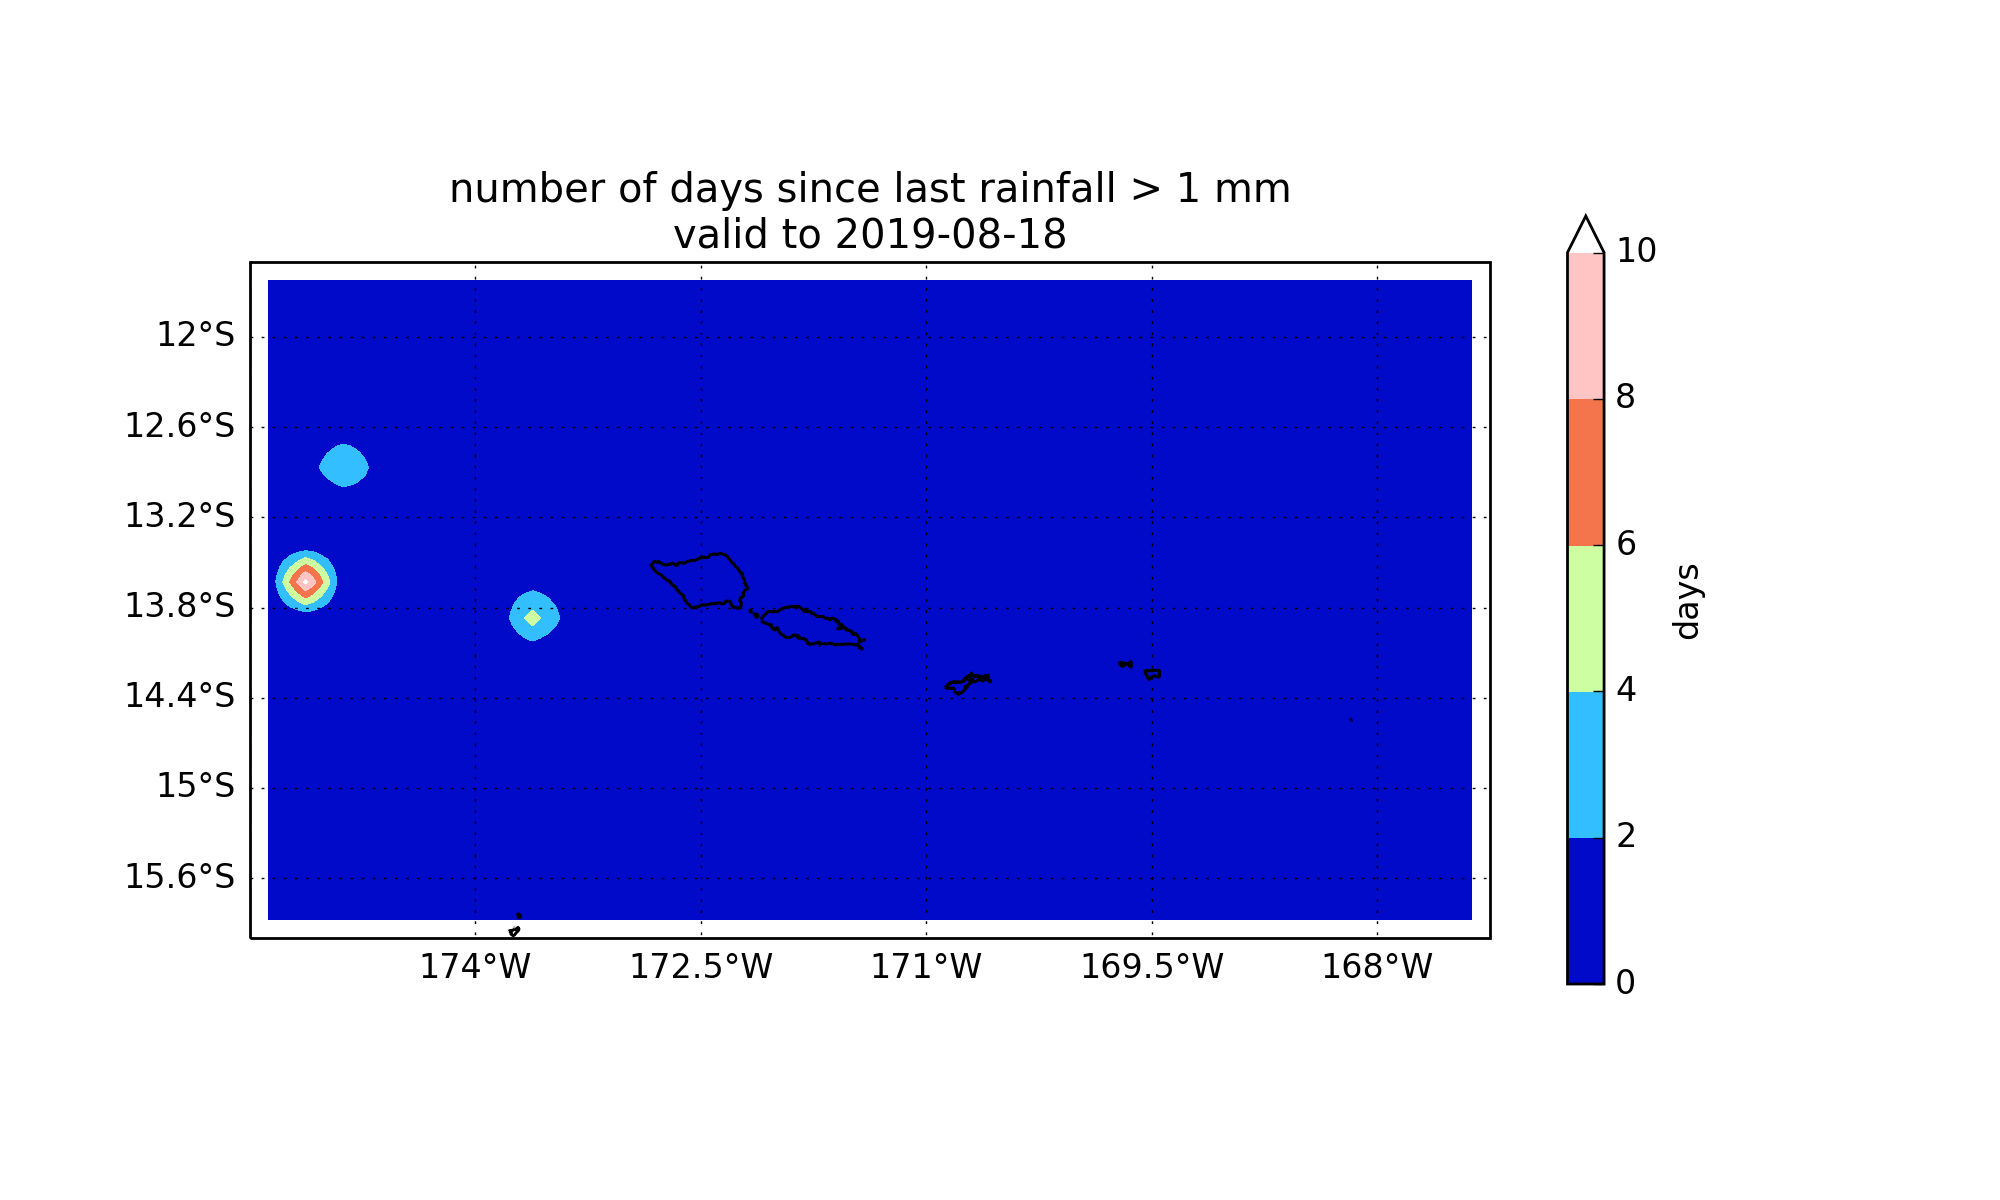 number of days since last rainfall > 1 mm
valid to 2019-08-18
12°S
12.6°S
13.2°S
13.8°S
14.4°S
15°S
15.6°S
174°W
172.5°W
171°W
169.5°W
168°W
10
8
6
4
2
0
days